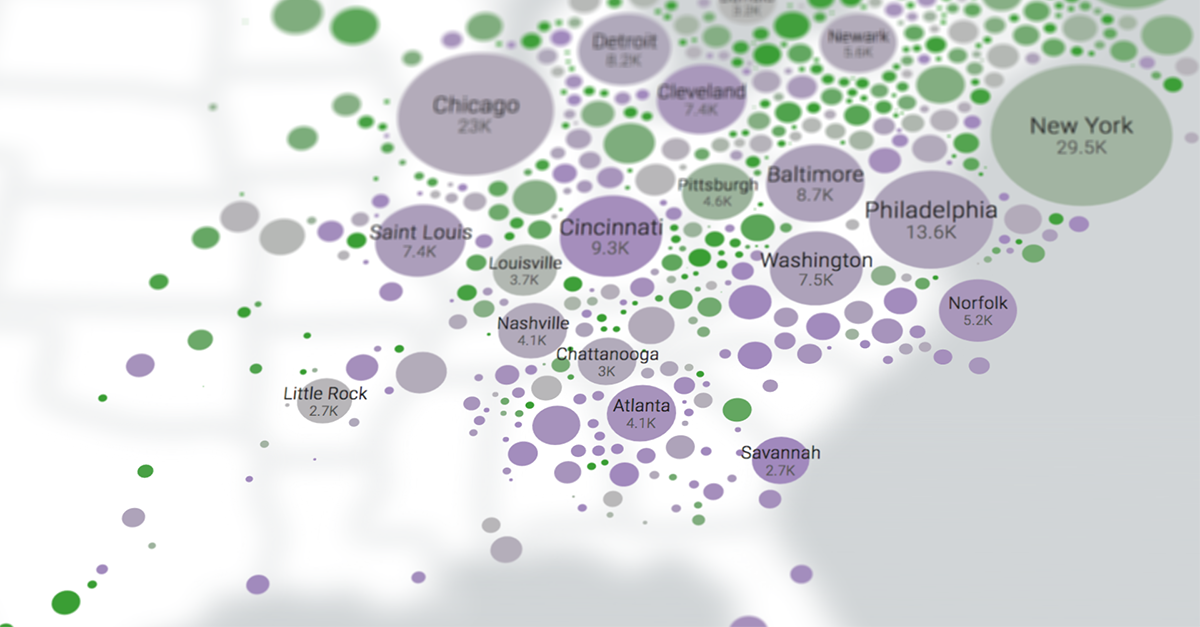 Detroit
8.2K
Newark
5.6K
Chicago
23K
Cleveland
7.4K
New York
29.5K
Pittsburgh
4.6K
Baltimore
8.7K
Philadelphia
13.6K
Saint Louis
7.4K
Cincinnati
9.3K
Louisville
3.7K
Washington
7.5K
Norfolk
5.2K
Nashville
4.1K
Chattanooga
3K
Little Rock
2.7K
Atlanta
4.1K
Savannah
2.7K